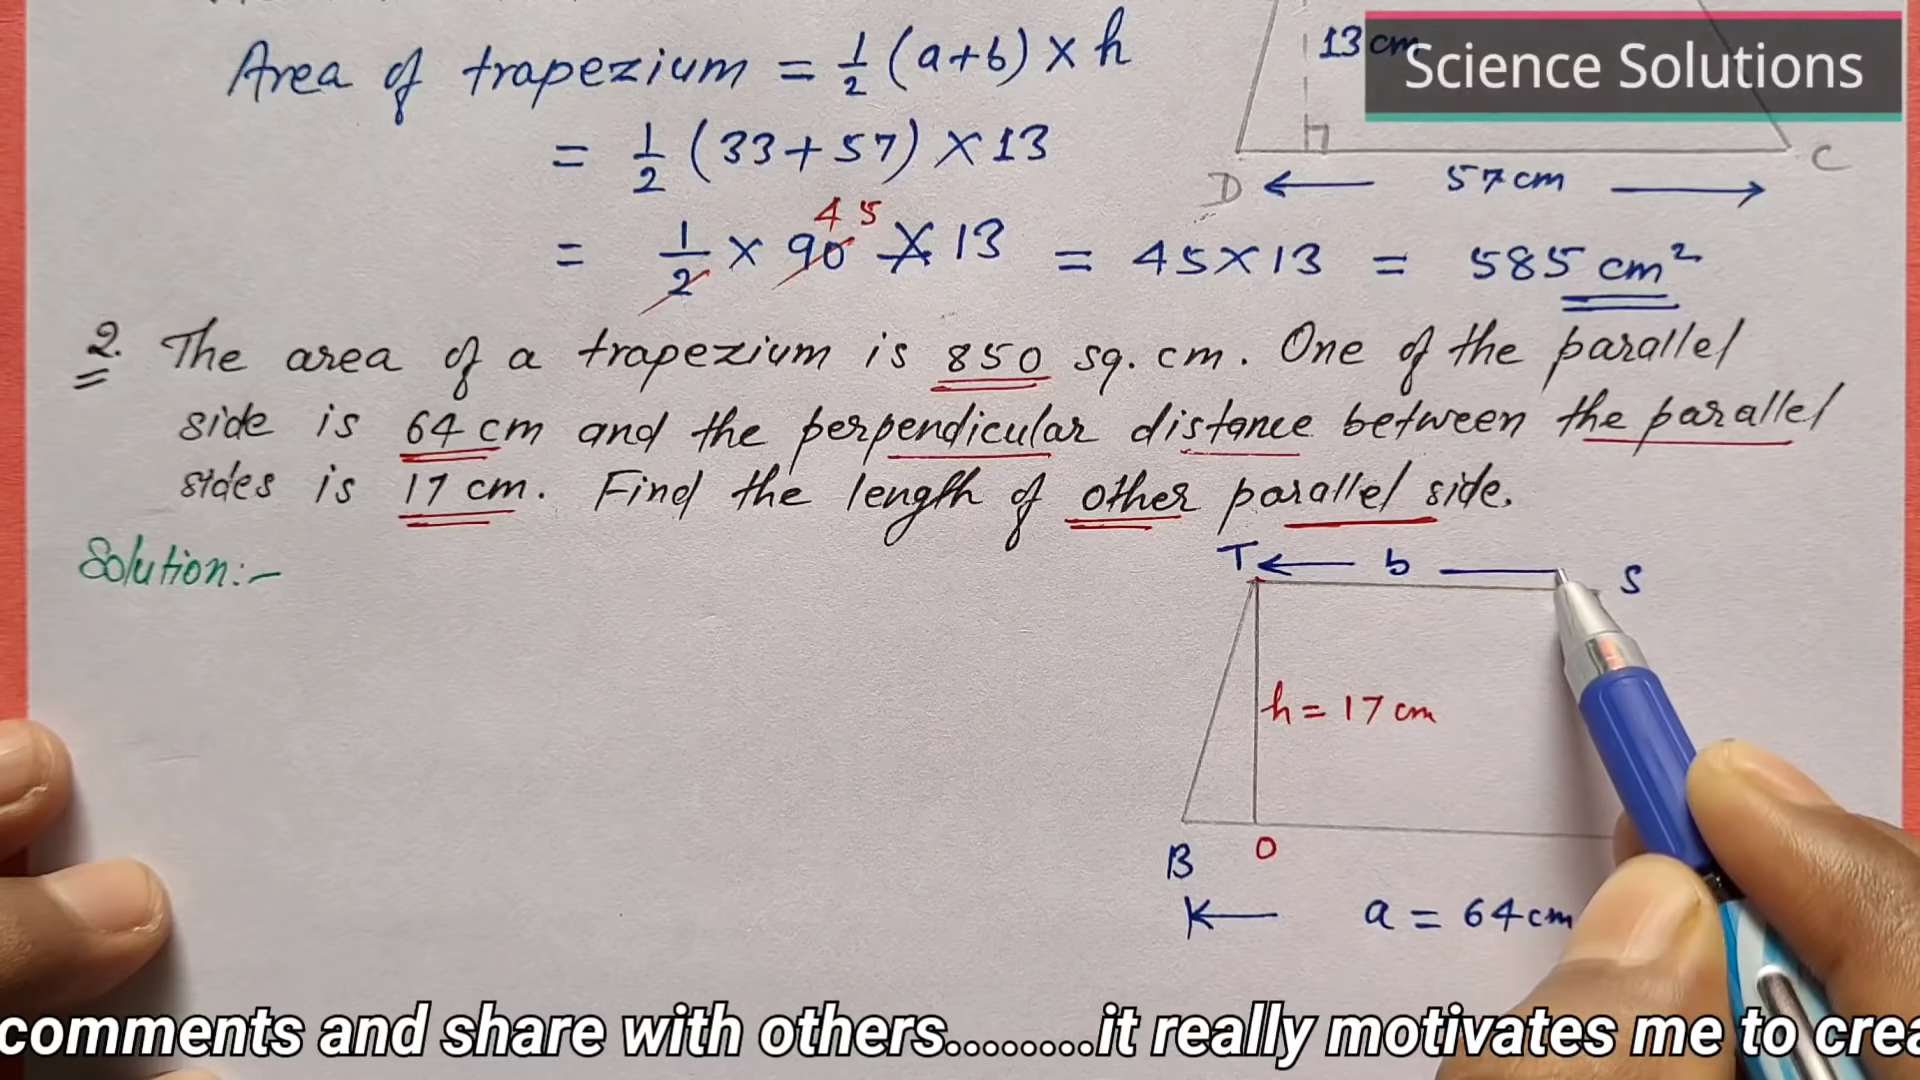 13 cm
Science Solutions
Area of trapezium = 1/2 (a+b) × h
= 1/2 (33+57) × 13
D 57 cm C
45
= 1/2 × 90 × 13 = 45×13 = 585 cm²
2. The area of a trapezium is 850 sq. cm. One of the parallel
side is 64 cm and the perpendicular distance between the parallel
sides is 17 cm. Find the length of other parallel side.
Solution:-
T b S
h = 17 cm
B O
a = 64 cm
comments and share with others........it really motivates me to